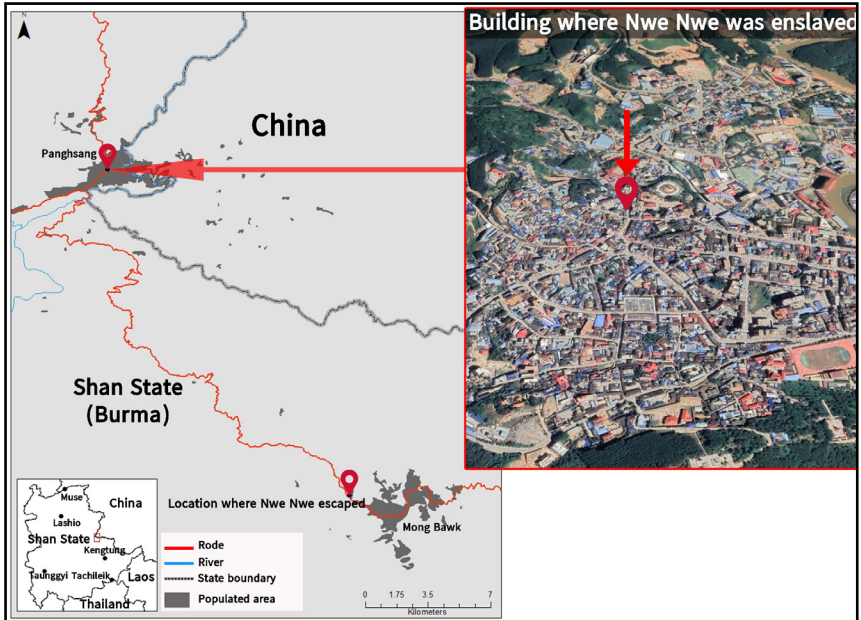 N
Building where Nwe Nwe was enslaved
China
Panghsang
Shan State
(Burma)
Location where Nwe Nwe escaped
Mong Bawk
Muse
China
Lashio
Shan State
Kengtung
Taunggyi Tachileik
Laos
Thailand
Rode
River
State boundary
Populated area
0 1.75 3.5 7
Kilometers